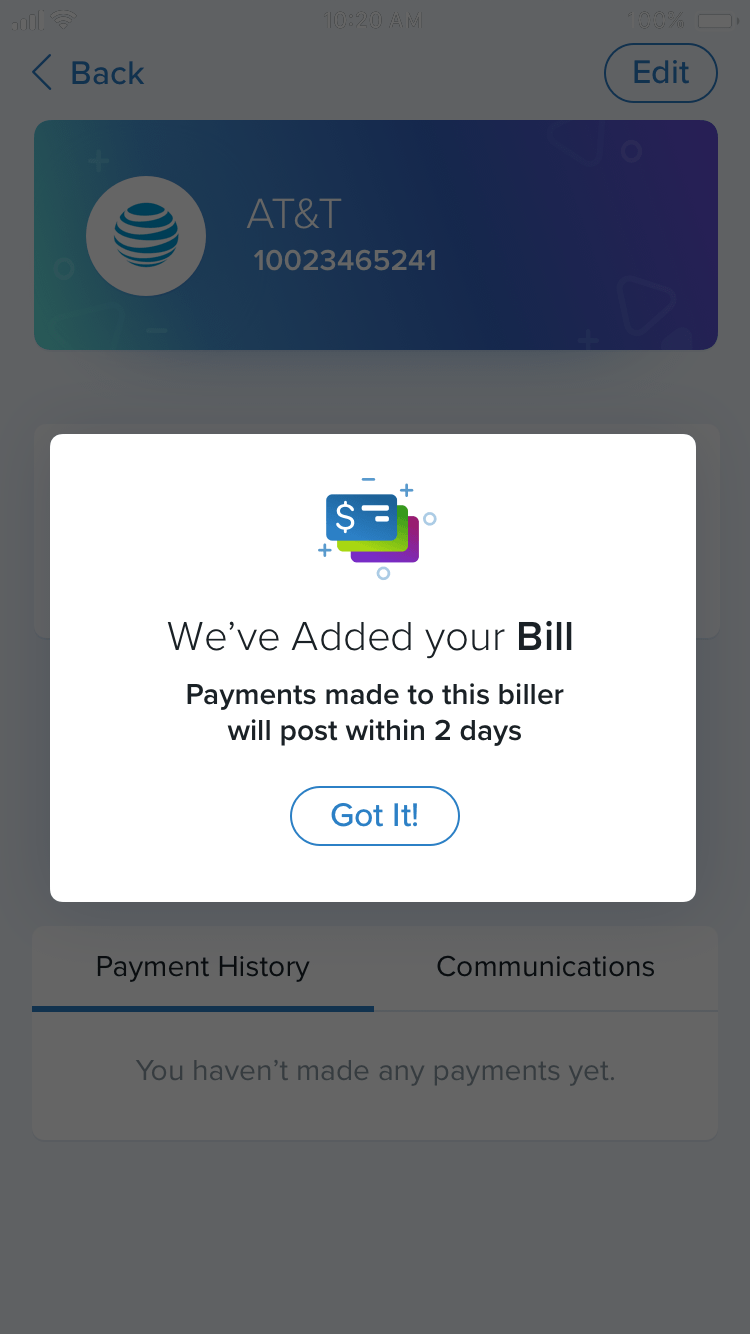 10:20 AM
100%
Back
Edit
AT&T
10023465241
$
We’ve Added your Bill
Payments made to this biller
will post within 2 days
Got It!
Payment History
Communications
You haven’t made any payments yet.